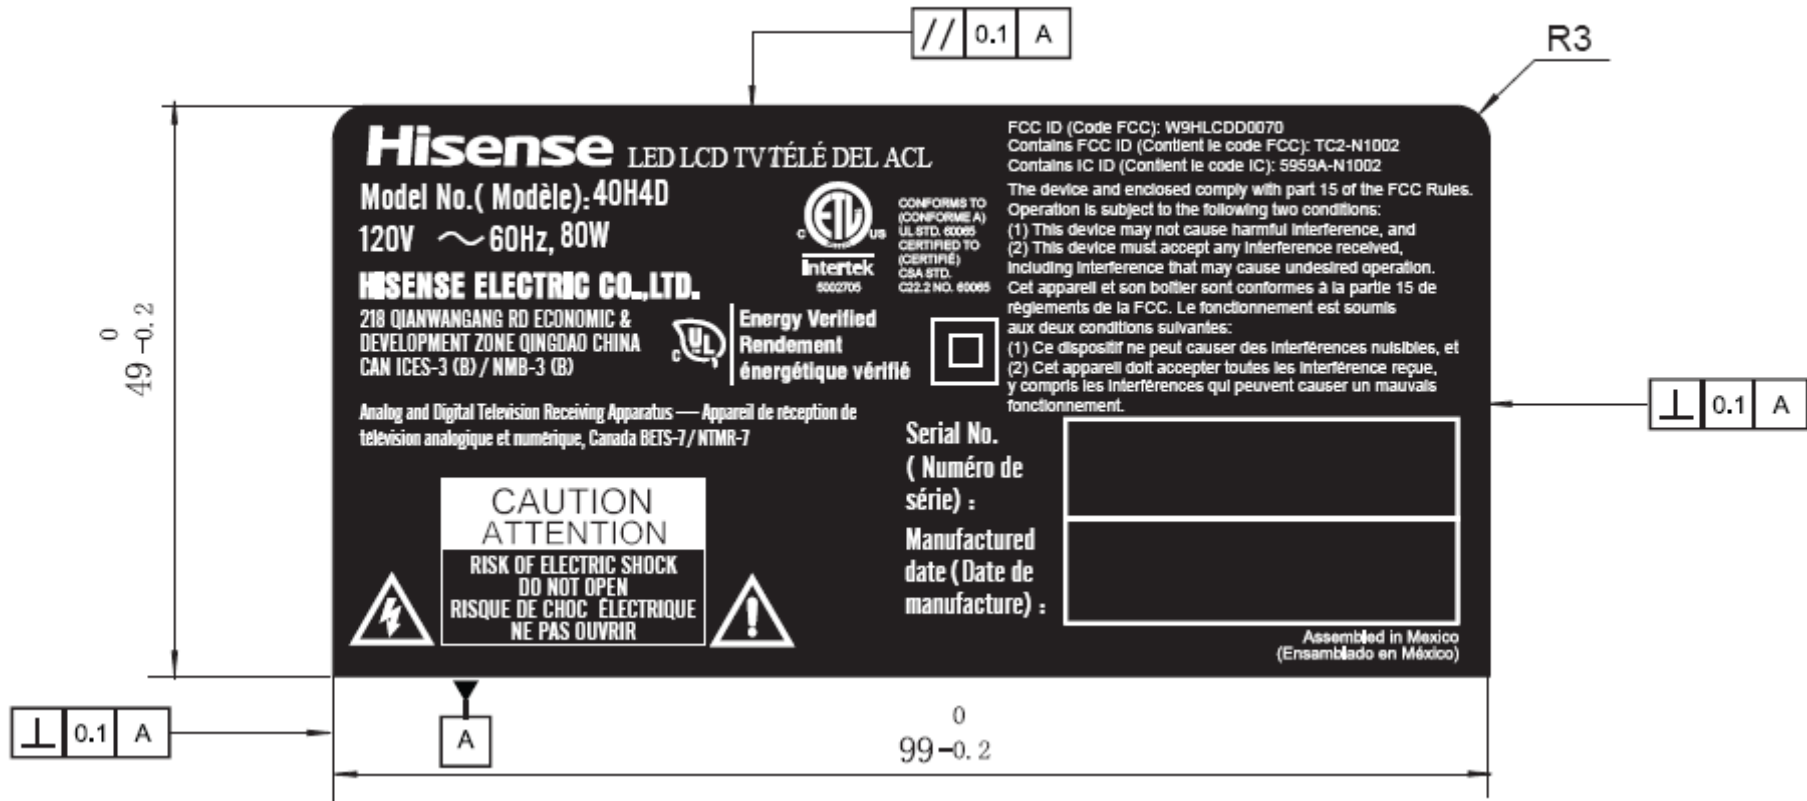 // 0.1 A
R3
Hisense LED LCD TV TÉLÉ DEL ACL
Model No.( Modèle): 40H4D
120V ～ 60Hz, 80W
HISENSE ELECTRIC CO.,LTD.
218 QIANWANGANG RD ECONOMIC &
DEVELOPMENT ZONE QINGDAO CHINA
CAN ICES-3 (B) / NMB-3 (B)
Analog and Digital Television Receiving Apparatus — Appareil de réception de
télévision analogique et numérique, Canada BETS-7/ NTMR-7
C ETL US
Intertek
5002705
CONFORMS TO
(CONFORME A)
UL STD. 60065
CERTIFIED TO
(CERTIFIÉ)
CSA STD.
C22.2 NO. 60065
C UL
Energy Verified
Rendement
énergétique vérifié
FCC ID (Code FCC): W9HLCDD0070
Contains FCC ID (Contient le code FCC): TC2-N1002
Contains IC ID (Contient le code IC): 5959A-N1002
The device and enclosed comply with part 15 of the FCC Rules.
Operation is subject to the following two conditions:
(1) This device may not cause harmful interference, and
(2) This device must accept any interference received,
including interference that may cause undesired operation.
Cet appareil et son boîtier sont conformes à la partie 15 de
règlements de la FCC. Le fonctionnement est soumis
aux deux conditions suivantes:
(1) Ce dispositif ne peut causer des interférences nuisibles, et
(2) Cet appareil doit accepter toutes les interférence reçue,
y compris les interférences qui peuvent causer un mauvais
fonctionnement.
Serial No.
( Numéro de
série) :
Manufactured
date (Date de
manufacture) :
Assembled in Mexico
(Ensamblado en México)
CAUTION
ATTENTION
RISK OF ELECTRIC SHOCK
DO NOT OPEN
RISQUE DE CHOC ÉLECTRIQUE
NE PAS OUVRIR
0
49-0.2
⊥ 0.1 A
⊥ 0.1 A
A
0
99-0.2